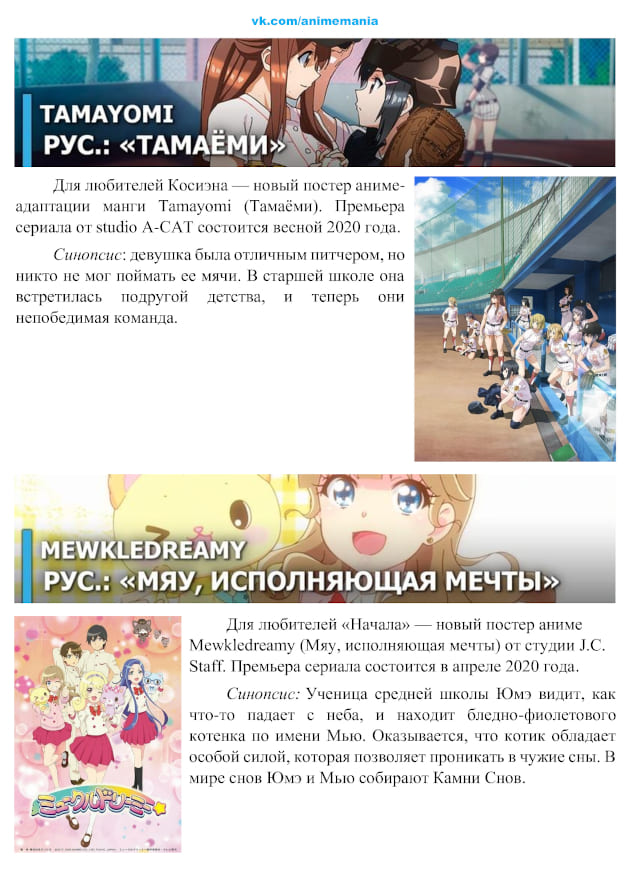 vk.com/animemania
TAMAYOMI
РУС.: «ТАМАЁМИ»
Для любителей Косиэна — новый постер аниме-
адаптации манги Tamayomi (Тамаёми). Премьера
сериала от studio A-CAT состоится весной 2020 года.
Синопсис: девушка была отличным питчером, но
никто не мог поймать ее мячи. В старшей школе она
встретилась подругой детства, и теперь они
непобедимая команда.
MEWKLEDREAMY
РУС.: «МЯУ, ИСПОЛНЯЮЩАЯ МЕЧТЫ»
Для любителей «Начала» — новый постер аниме
Mewkledreamy (Мяу, исполняющая мечты) от студии J.C.
Staff. Премьера сериала состоится в апреле 2020 года.
Синопсис: Ученица средней школы Юмэ видит, как
что-то падает с неба, и находит бледно-фиолетового
котенка по имени Мью. Оказывается, что котик обладает
особой силой, которая позволяет проникать в чужие сны. В
мире снов Юмэ и Мью собирают Камни Снов.
ミュークルドリーミー